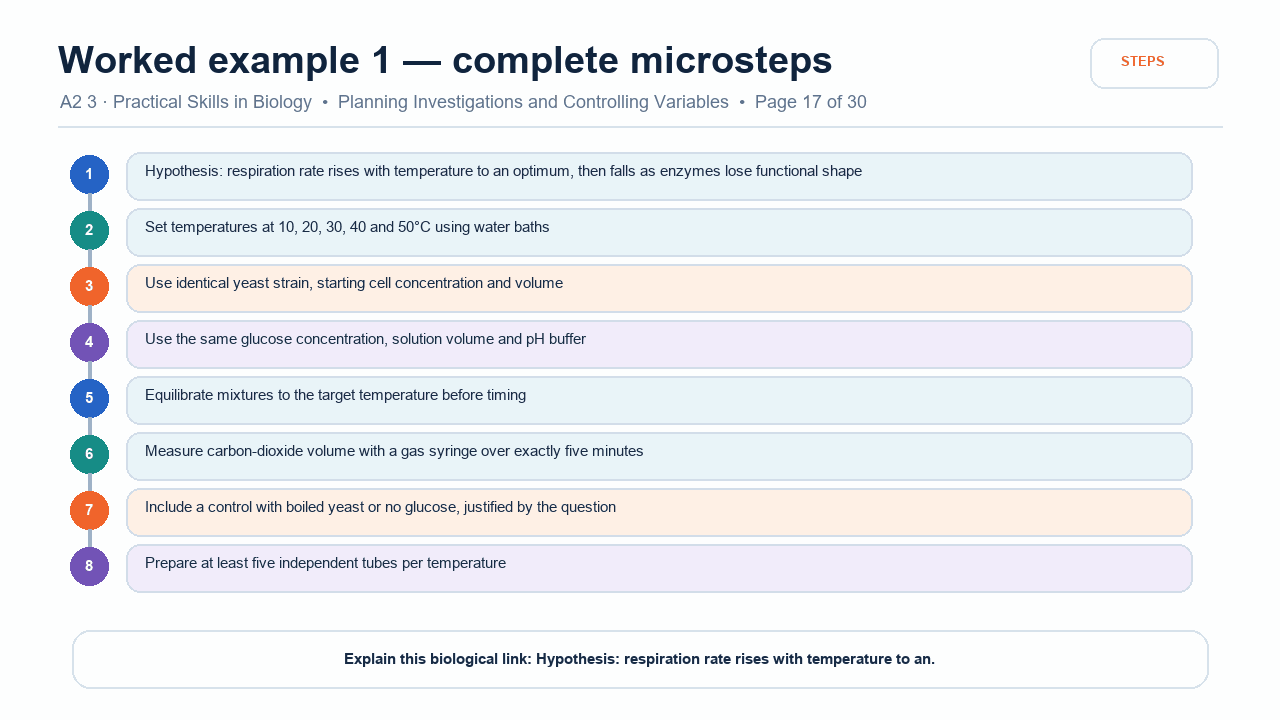 Worked example 1 — complete microsteps
STEPS
A2 3 · Practical Skills in Biology • Planning Investigations and Controlling Variables • Page 17 of 30
1 Hypothesis: respiration rate rises with temperature to an optimum, then falls as enzymes lose functional shape
2 Set temperatures at 10, 20, 30, 40 and 50°C using water baths
3 Use identical yeast strain, starting cell concentration and volume
4 Use the same glucose concentration, solution volume and pH buffer
5 Equilibrate mixtures to the target temperature before timing
6 Measure carbon-dioxide volume with a gas syringe over exactly five minutes
7 Include a control with boiled yeast or no glucose, justified by the question
8 Prepare at least five independent tubes per temperature
Explain this biological link: Hypothesis: respiration rate rises with temperature to an.